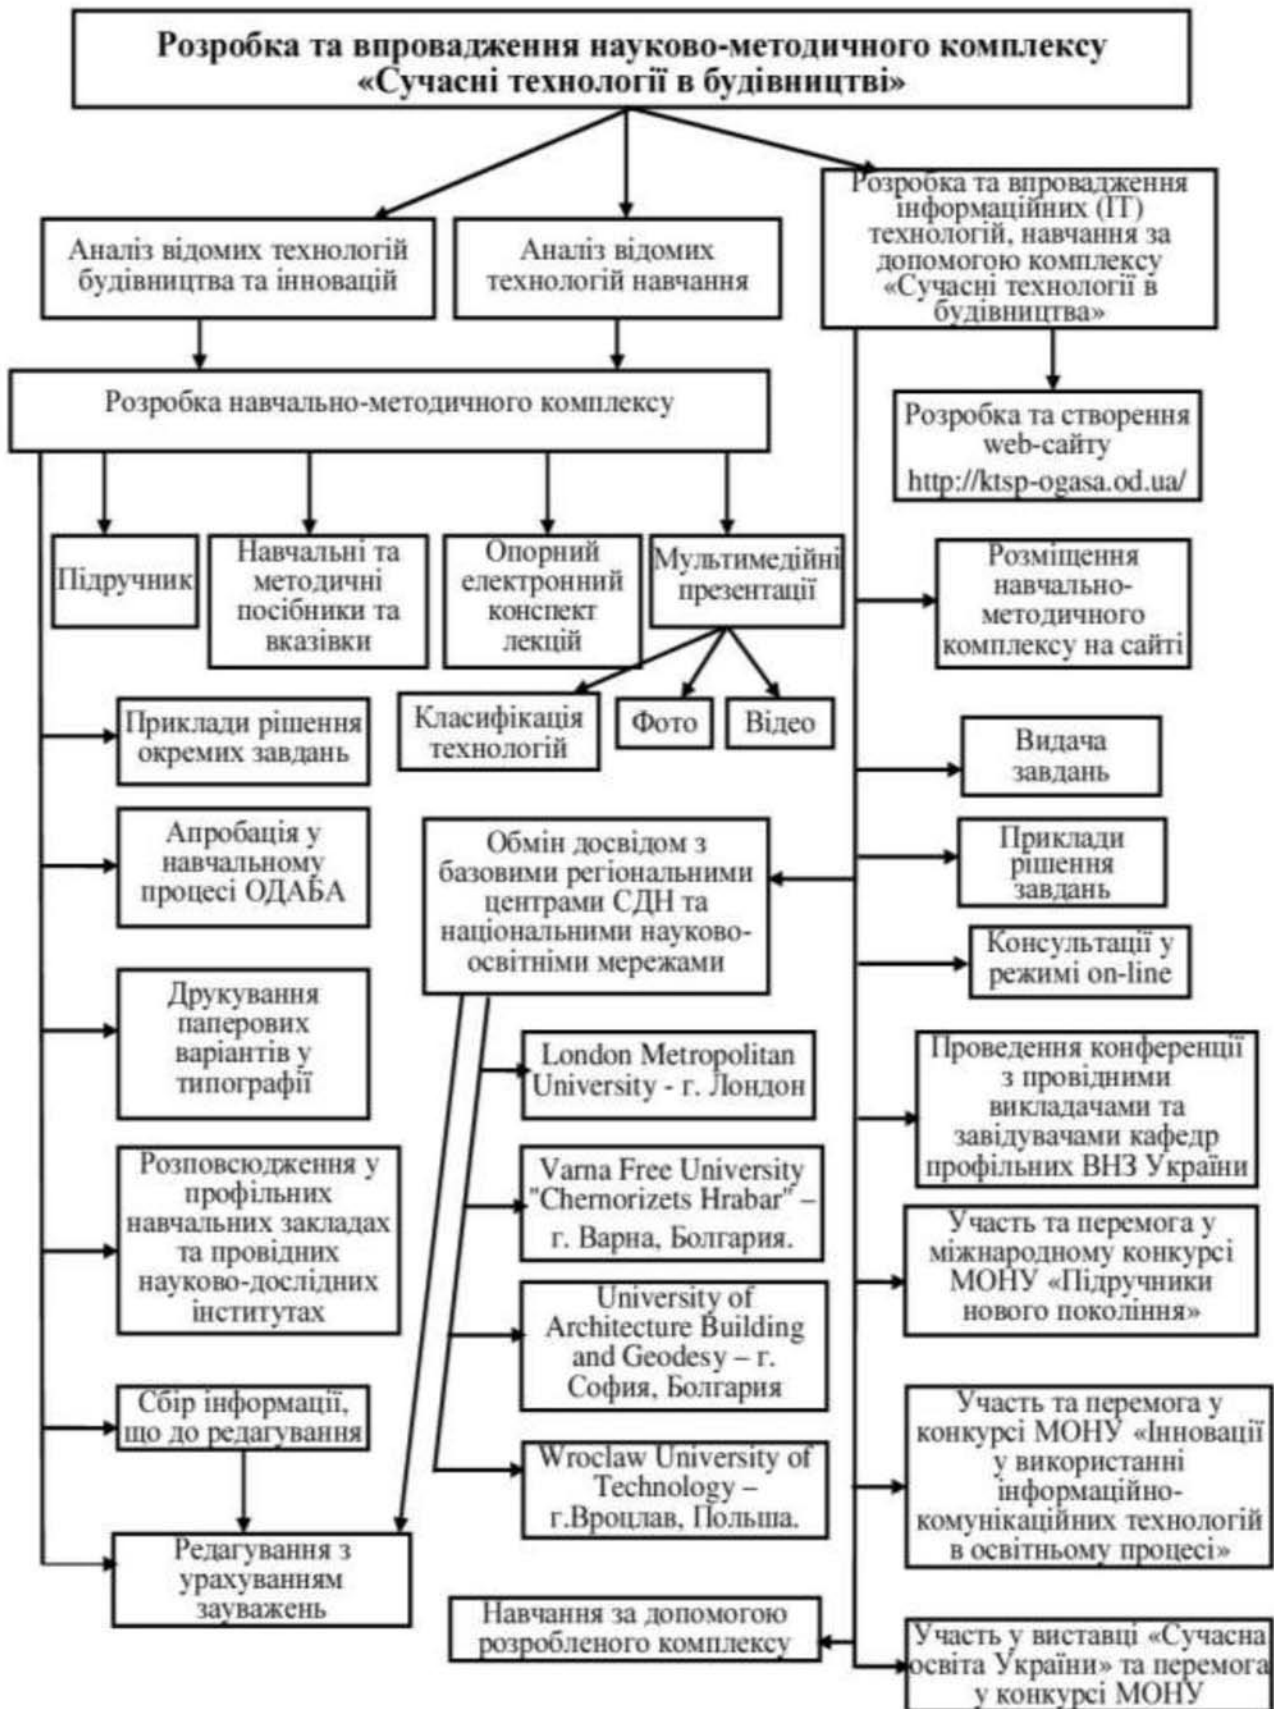 Розробка та впровадження науково-методичного комплексу
«Сучасні технології в будівництві»
Аналіз відомих технологій
будівництва та інновацій
Аналіз відомих
технологій навчання
Розробка та впровадження
інформаційних (ІТ)
технологій, навчання за
допомогою комплексу
«Сучасні технології в
будівництва»
Розробка навчально-методичного комплексу
Розробка та створення
web-сайту
http://ktsp-ogasa.od.ua/
Підручник
Навчальні та
методичні
посібники та
вказівки
Опорний
електронний
конспект
лекцій
Мультимедійні
презентації
Розміщення
навчально-
методичного
комплексу на сайті
Класифікація
технологій
Фото
Відео
Приклади рішення
окремих завдань
Видача
завдань
Апробація у
навчальному
процесі ОДАБА
Обмін досвідом з
базовими регіональними
центрами СДН та
національними науково-
освітніми мережами
Приклади
рішення
завдань
Консультації у
режимі on-line
Друкування
паперових
варіантів у
типографії
London Metropolitan
University - г. Лондон
Проведення конференції
з провідними
викладачами та
завідувачами кафедр
профільних ВНЗ України
Розповсюдження у
профільних
навчальних закладах
та провідних
науково-дослідних
інститутах
Varna Free University
"Chernorizets Hrabar" –
г. Варна, Болгария.
Участь та перемога у
міжнародному конкурсі
МОНУ «Підручники
нового покоління»
University of
Architecture Building
and Geodesy – г.
София, Болгария
Сбір інформації,
що до редагування
Участь та перемога у
конкурсі МОНУ «Інновації
у використанні
інформаційно-
комунікаційних технологій
в освітньому процесі»
Wroclaw University of
Technology –
г.Вроцлав, Польша.
Редагування з
урахуванням
зауважень
Навчання за допомогою
розробленого комплексу
Участь у виставці «Сучасна
освіта України» та перемога
у конкурсі МОНУ